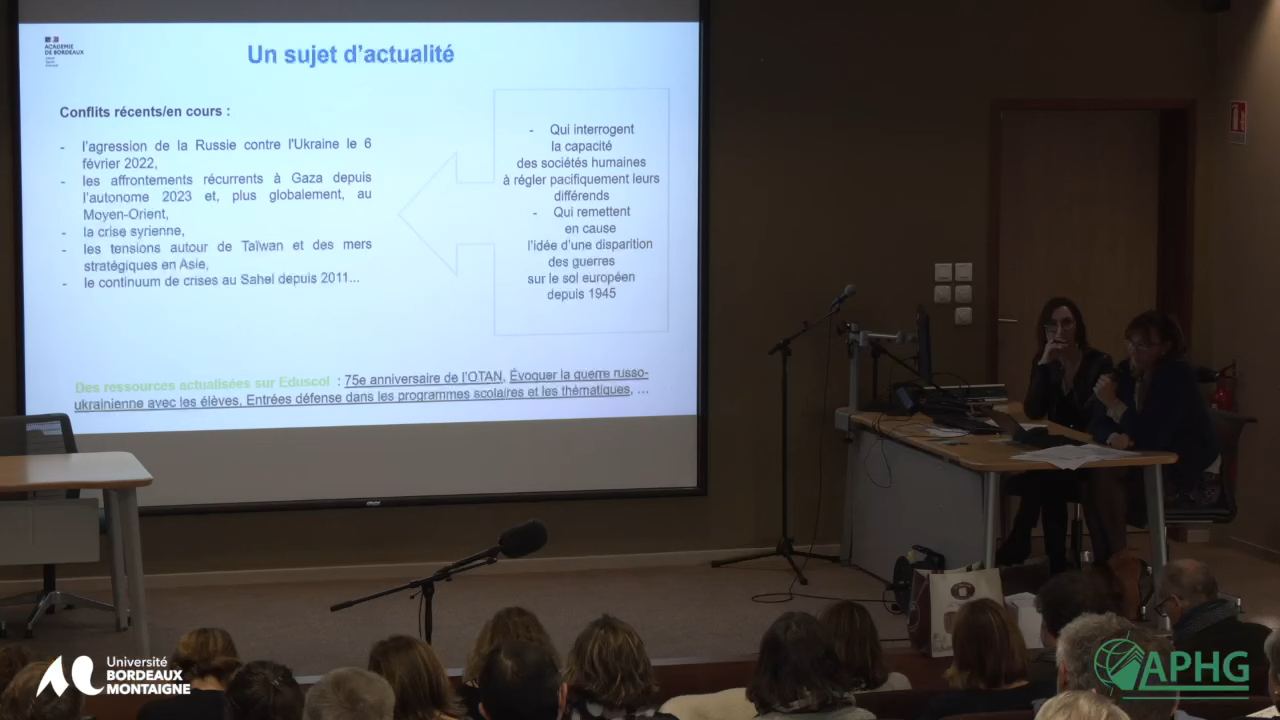 ACADÉMIE
DE BORDEAUX
Un sujet d'actualité
Conflits récents/en cours :
- l'agression de la Russie contre l'Ukraine le 6
février 2022,
- les affrontements récurrents à Gaza depuis
l'autonome 2023 et, plus globalement, au
Moyen-Orient,
- la crise syrienne,
- les tensions autour de Taïwan et des mers
stratégiques en Asie,
- le continuum de crises au Sahel depuis 2011...
- Qui interrogent
la capacité
des sociétés humaines
à régler pacifiquement leurs
différends
- Qui remettent
en cause
l'idée d'une disparition
des guerres
sur le sol européen
depuis 1945
Des ressources actualisées sur Eduscol : 75e anniversaire de l'OTAN, Évoquer la guerre russo-
ukrainienne avec les élèves, Entrées défense dans les programmes scolaires et les thématiques, ...
Université
BORDEAUX
MONTAIGNE
APHG